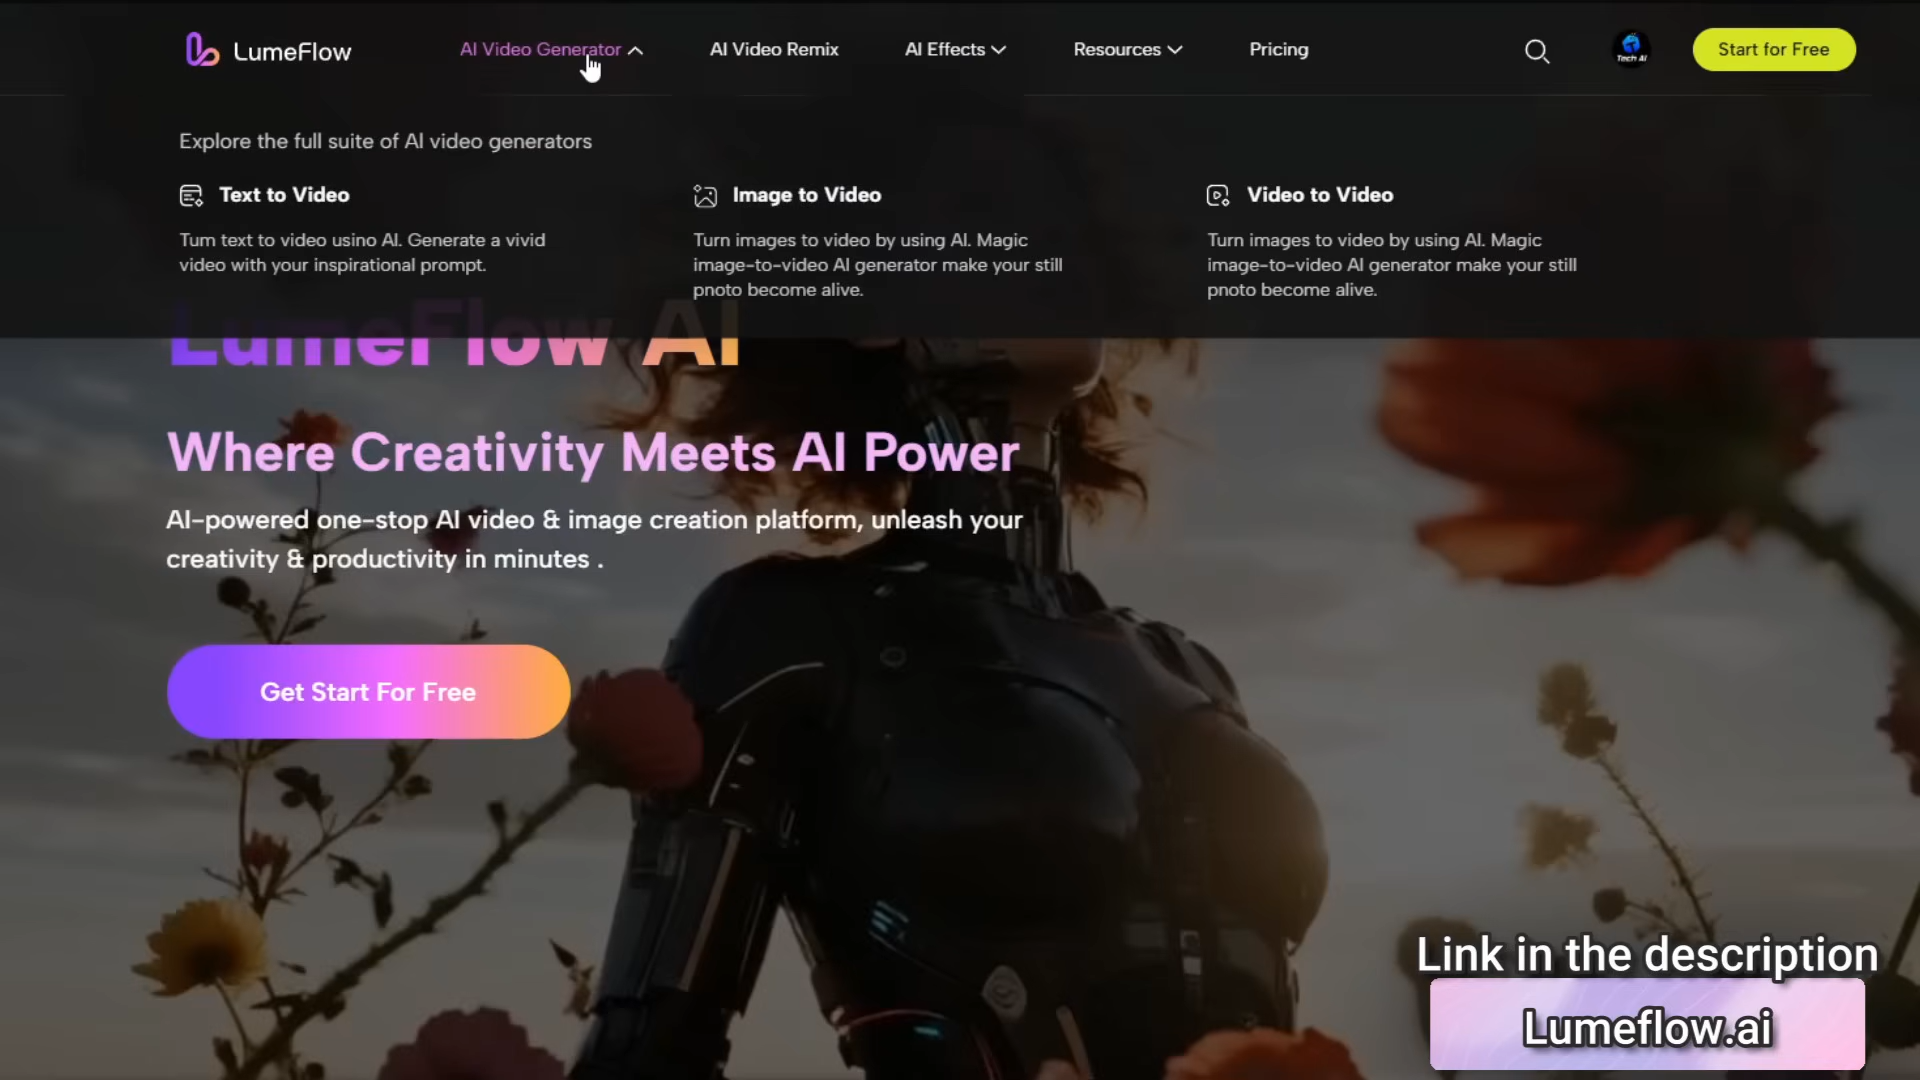 LumeFlow
AI Video Generator
AI Video Remix
AI Effects
Resources
Pricing
Tech AI
Start for Free
Explore the full suite of AI video generators
Text to Video
Tum text to video usino AI. Generate a vivid
video with your inspirational prompt.
Image to Video
Turn images to video by using AI. Magic
image-to-video AI generator make your still
pnoto become alive.
Video to Video
Turn images to video by using AI. Magic
image-to-video AI generator make your still
pnoto become alive.
LumeFlow AI
Where Creativity Meets AI Power
AI-powered one-stop AI video & image creation platform, unleash your
creativity & productivity in minutes .
Get Start For Free
Link in the description
Lumeflow.ai